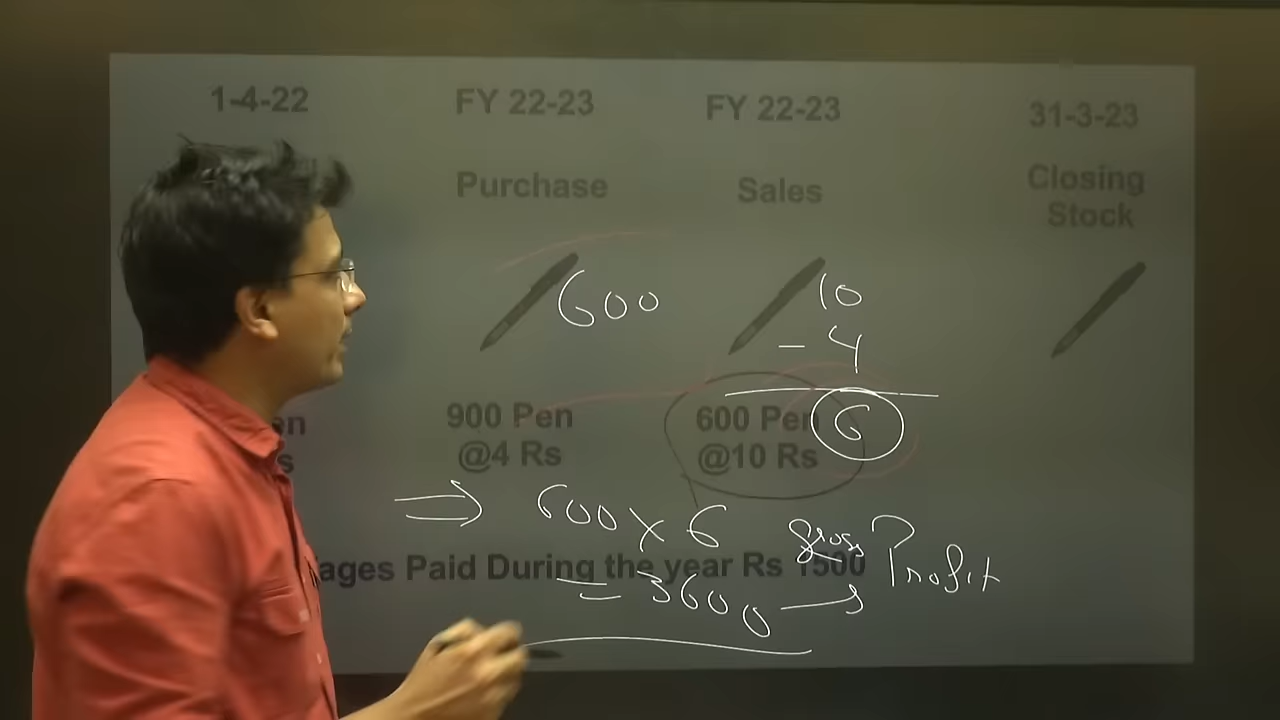 1-4-22 FY 22-23 FY 22-23 31-3-23
Purchase Sales Closing
Stock
600 10
- 4
6
en 900 Pen 600 Pen
s @4 Rs @10 Rs
⇒ 600 x 6
ages Paid During the year Rs 1500
= 3600 → gross Profit